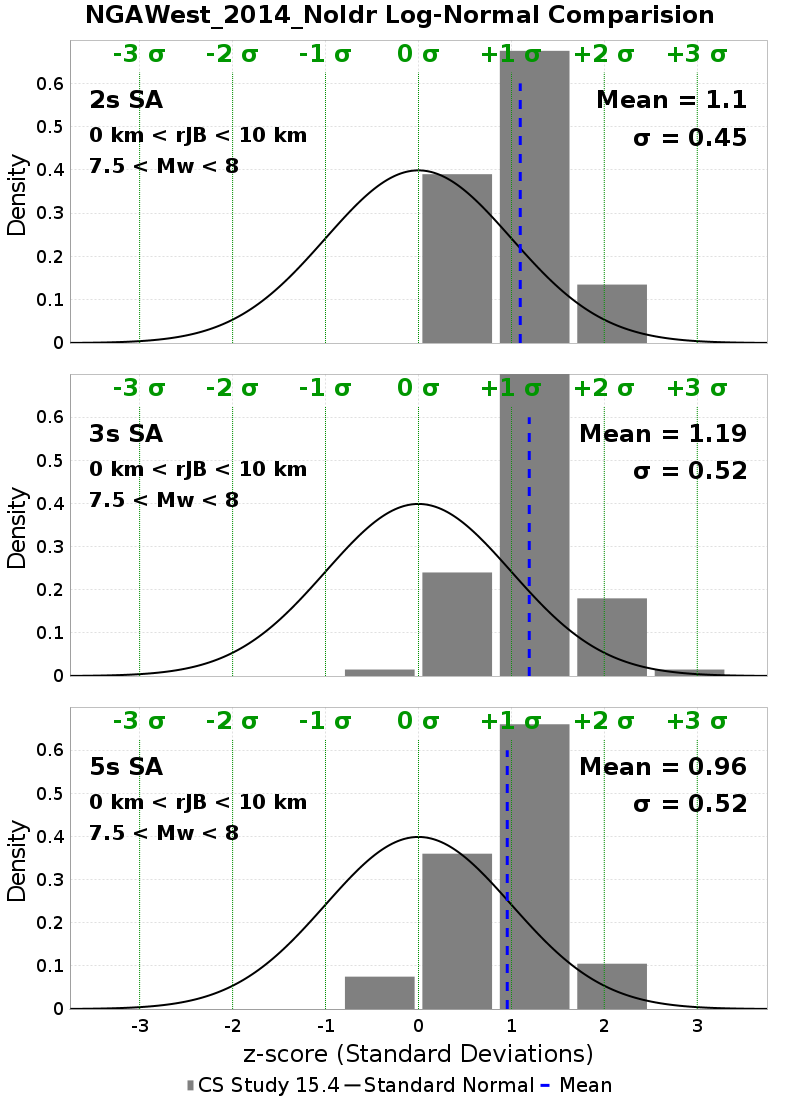 NGAWest_2014_NoIdr Log-Normal Comparision
-3 σ -2 σ -1 σ 0 σ +1 σ +2 σ +3 σ
2s SA
Mean = 1.1
0 km < rJB < 10 km
σ = 0.45
7.5 < Mw < 8
Density
0.6
0.5
0.4
0.3
0.2
0.1
0
-3 σ -2 σ -1 σ 0 σ +1 σ +2 σ +3 σ
3s SA
Mean = 1.19
0 km < rJB < 10 km
σ = 0.52
7.5 < Mw < 8
Density
0.6
0.5
0.4
0.3
0.2
0.1
0
-3 σ -2 σ -1 σ 0 σ +1 σ +2 σ +3 σ
5s SA
Mean = 0.96
0 km < rJB < 10 km
σ = 0.52
7.5 < Mw < 8
Density
0.6
0.5
0.4
0.3
0.2
0.1
0
-3 -2 -1 0 1 2 3
z-score (Standard Deviations)
CS Study 15.4 Standard Normal Mean